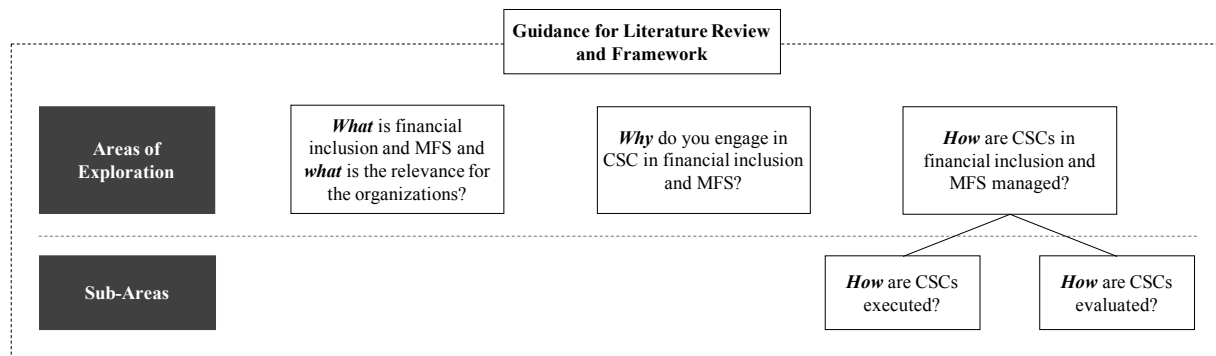 Guidance for Literature Review
and Framework
Areas of
Exploration
What is financial
inclusion and MFS and
what is the relevance for
the organizations?
Why do you engage in
CSC in financial inclusion
and MFS?
How are CSCs in
financial inclusion and
MFS managed?
Sub-Areas
How are CSCs
executed?
How are CSCs
evaluated?